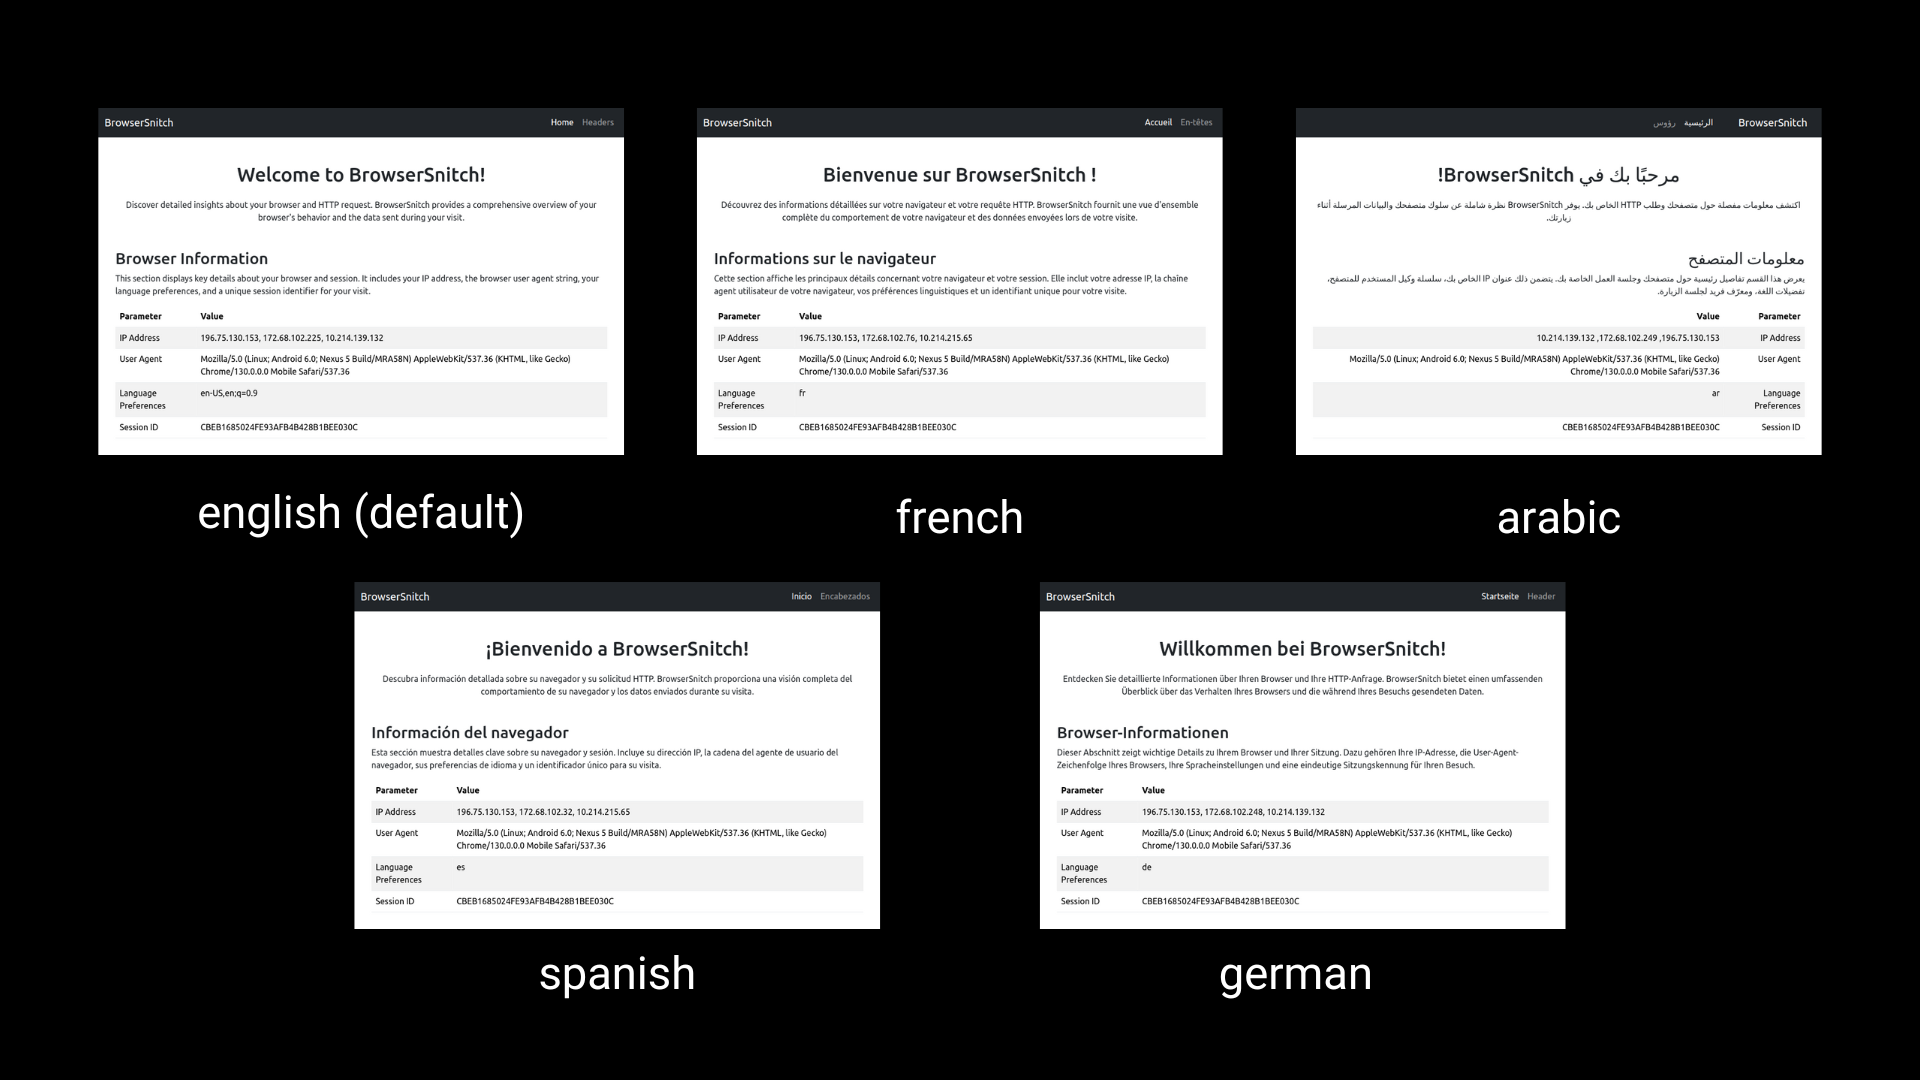 BrowserSnitch
Home Headers
Welcome to BrowserSnitch!
Discover detailed insights about your browser and HTTP request. BrowserSnitch provides a comprehensive overview of your
browser's behavior and the data sent during your visit.
Browser Information
This section displays key details about your browser and session. It includes your IP address, the browser user agent string, your
language preferences, and a unique session identifier for your visit.
Parameter Value
IP Address 196.75.130.153, 172.68.102.225, 10.214.139.132
User Agent Mozilla/5.0 (Linux; Android 6.0; Nexus 5 Build/MRA58N) AppleWebKit/537.36 (KHTML, like Gecko)
Chrome/130.0.0.0 Mobile Safari/537.36
Language
Preferences
en-US,en;q=0.9
Session ID CBEB1685024FE93AFB4B428B1BEE030C
english (default)
BrowserSnitch
Accueil En-têtes
Bienvenue sur BrowserSnitch !
Découvrez des informations détaillées sur votre navigateur et votre requête HTTP. BrowserSnitch fournit une vue d'ensemble
complète du comportement de votre navigateur et des données envoyées lors de votre visite.
Informations sur le navigateur
Cette section affiche les principaux détails concernant votre navigateur et votre session. Elle inclut votre adresse IP, la chaîne
agent utilisateur de votre navigateur, vos préférences linguistiques et un identifiant unique pour votre visite.
Parameter Value
IP Address 196.75.130.153, 172.68.102.76, 10.214.215.65
User Agent Mozilla/5.0 (Linux; Android 6.0; Nexus 5 Build/MRA58N) AppleWebKit/537.36 (KHTML, like Gecko)
Chrome/130.0.0.0 Mobile Safari/537.36
Language
Preferences
fr
Session ID CBEB1685024FE93AFB4B428B1BEE030C
french
BrowserSnitch
الرئيسية رؤوس
مرحبًا بك في BrowserSnitch!
اكتشف معلومات مفصلة حول متصفحك وطلب HTTP الخاص بك. يوفر BrowserSnitch نظرة شاملة عن سلوك متصفحك والبيانات المرسلة أثناء
زيارتك.
معلومات المتصفح
يعرض هذا القسم تفاصيل رئيسية حول متصفحك وجلسة العمل الخاصة بك. يتضمن ذلك عنوان IP الخاص بك، سلسلة وكيل المستخدم للمتصفح،
تفضيلات اللغة، ومعرّف فريد لجلسة الزيارة.
Parameter Value
IP Address 196.75.130.153, 172.68.102.249, 10.214.139.132
User Agent Mozilla/5.0 (Linux; Android 6.0; Nexus 5 Build/MRA58N) AppleWebKit/537.36 (KHTML, like Gecko)
Chrome/130.0.0.0 Mobile Safari/537.36
Language
Preferences
ar
Session ID CBEB1685024FE93AFB4B428B1BEE030C
arabic
BrowserSnitch
Inicio Encabezados
¡Bienvenido a BrowserSnitch!
Descubra información detallada sobre su navegador y su solicitud HTTP. BrowserSnitch proporciona una visión completa del
comportamiento de su navegador y los datos enviados durante su visita.
Información del navegador
Esta sección muestra detalles clave sobre su navegador y sesión. Incluye su dirección IP, la cadena del agente de usuario del
navegador, sus preferencias de idioma y un identificador único para su visita.
Parameter Value
IP Address 196.75.130.153, 172.68.102.32, 10.214.215.65
User Agent Mozilla/5.0 (Linux; Android 6.0; Nexus 5 Build/MRA58N) AppleWebKit/537.36 (KHTML, like Gecko)
Chrome/130.0.0.0 Mobile Safari/537.36
Language
Preferences
es
Session ID CBEB1685024FE93AFB4B428B1BEE030C
spanish
BrowserSnitch
Startseite Header
Willkommen bei BrowserSnitch!
Entdecken Sie detaillierte Informationen über Ihren Browser und Ihre HTTP-Anfrage. BrowserSnitch bietet einen umfassenden
Überblick über das Verhalten Ihres Browsers und die während Ihres Besuchs gesendeten Daten.
Browser-Informationen
Dieser Abschnitt zeigt wichtige Details zu Ihrem Browser und Ihrer Sitzung. Dazu gehören Ihre IP-Adresse, die User-Agent-
Zeichenfolge Ihres Browsers, Ihre Spracheinstellungen und eine eindeutige Sitzungskennung für Ihren Besuch.
Parameter Value
IP Address 196.75.130.153, 172.68.102.248, 10.214.139.132
User Agent Mozilla/5.0 (Linux; Android 6.0; Nexus 5 Build/MRA58N) AppleWebKit/537.36 (KHTML, like Gecko)
Chrome/130.0.0.0 Mobile Safari/537.36
Language
Preferences
de
Session ID CBEB1685024FE93AFB4B428B1BEE030C
german